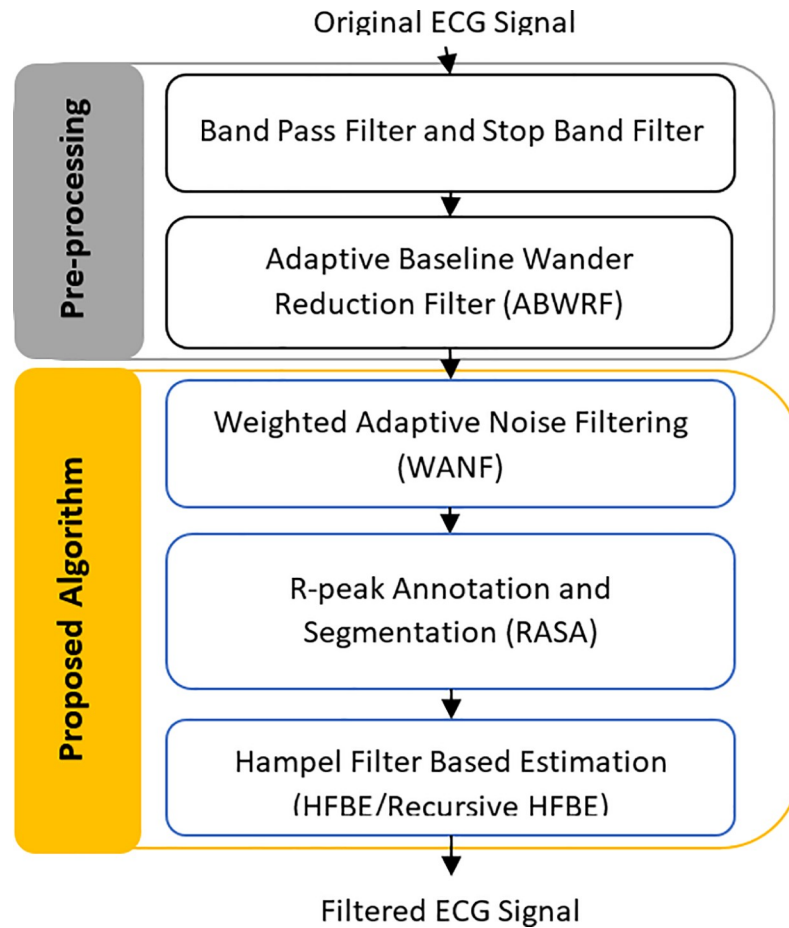 Original ECG Signal
Pre-processing
Band Pass Filter and Stop Band Filter
Adaptive Baseline Wander
Reduction Filter (ABWRF)
Proposed Algorithm
Weighted Adaptive Noise Filtering
(WANF)
R-peak Annotation and
Segmentation (RASA)
Hampel Filter Based Estimation
(HFBE/Recursive HFBE)
Filtered ECG Signal